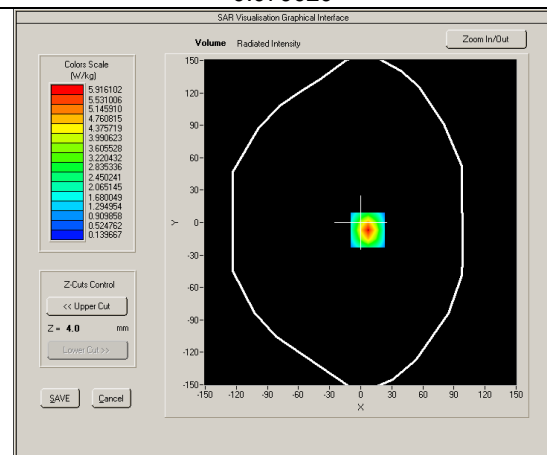 SAR Visualisation Graphical Interface
Volume Radiated Intensity
Zoom In/Out
Colors Scale
(W/kg)
5.916102
5.531006
5.145910
4.760815
4.375719
3.990623
3.605528
3.220432
2.835336
2.450241
2.065145
1.680049
1.294954
0.909858
0.524762
0.139667
Z-Cuts Control
<< Upper Cut
Z = 4.0 mm
Lower Cut >>
SAVE Cancel
150
120
90
60
30
0
-30
-60
-90
-120
-150
Y
-150 -120 -90 -60 -30 0 30 60 90 120 150
X